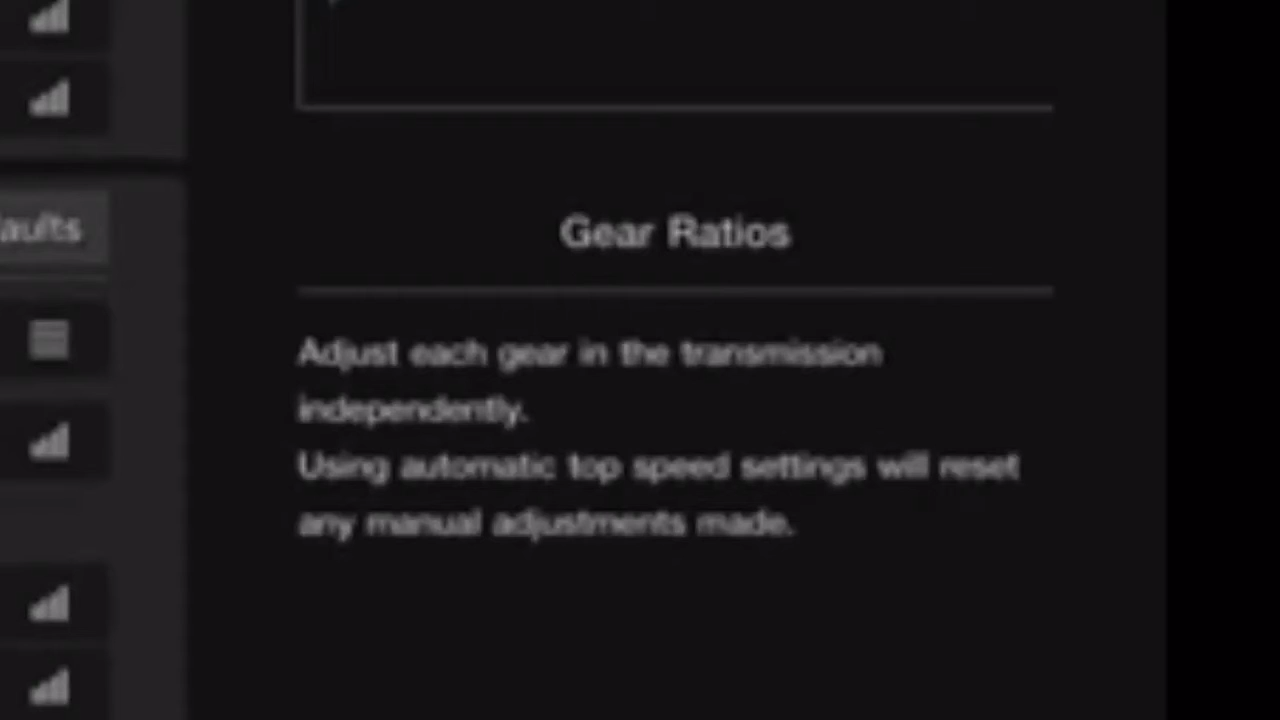 aults
Gear Ratios
Adjust each gear in the transmission
independently.
Using automatic top speed settings will reset
any manual adjustments made.